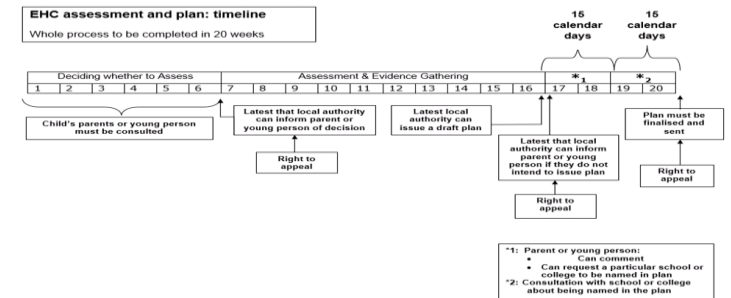 EHC assessment and plan: timeline
Whole process to be completed in 20 weeks
15
calendar
days
15
calendar
days
Deciding whether to Assess
Assessment & Evidence Gathering
*1
*2
1 2 3 4 5 6 7 8 9 10 11 12 13 14 15 16 17 18 19 20
Child's parents or young person
must be consulted
Latest that local authority
can inform parent or
young person of decision
Right to
appeal
Latest local
authority can
issue a draft plan
Latest that local
authority can inform
parent or young
person if they do not
intend to issue plan
Right to
appeal
Plan must be
finalised and
sent
Right to
appeal
*1: Parent or young person:
• Can comment
• Can request a particular school or
college to be named in plan
*2: Consultation with school or college
about being named in the plan